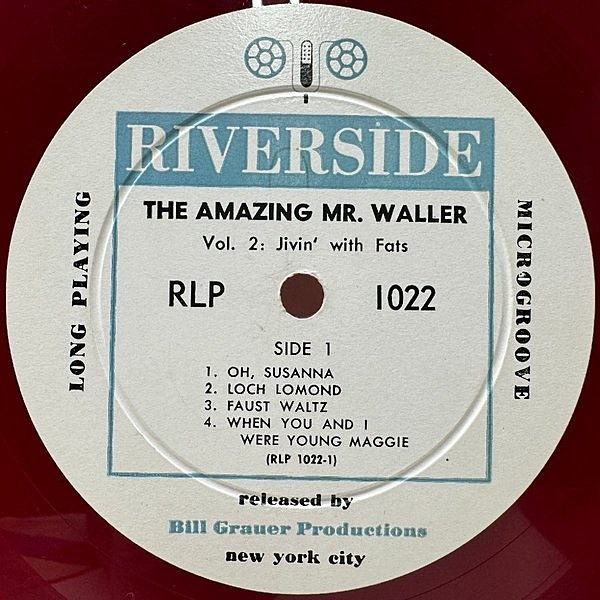 RIVERSIDE
THE AMAZING MR. WALLER
Vol. 2: Jivin' with Fats
RLP 1022
SIDE 1
1. OH, SUSANNA
2. LOCH LOMOND
3. FAUST WALTZ
4. WHEN YOU AND I
WERE YOUNG MAGGIE
(RLP 1022-1)
LONG PLAYING
MICROGROOVE
released by
Bill Grauer Productions
new york city